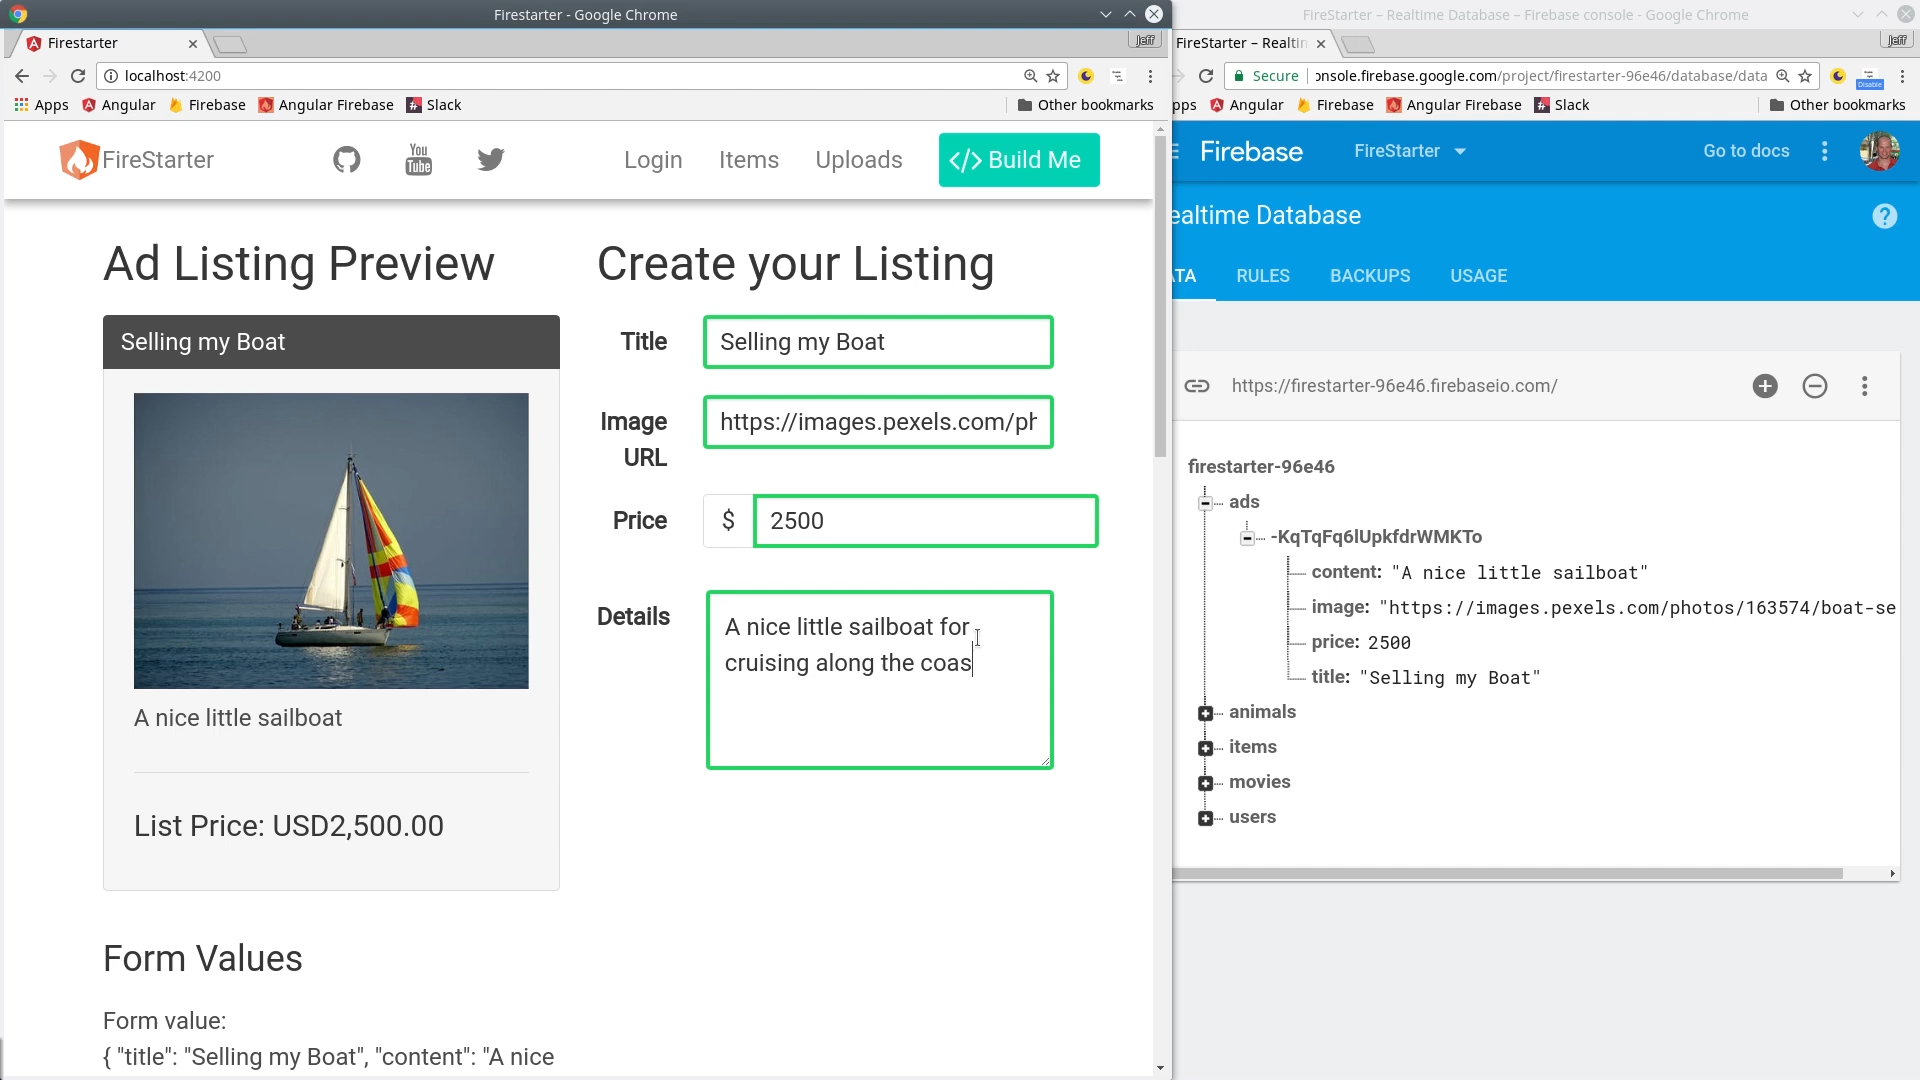 Firestarter - Google Chrome
Firestarter
Jeff
localhost:4200
Apps
Angular
Firebase
Angular Firebase
Slack
Other bookmarks
FireStarter
You
Tube
Login
Items
Uploads
</> Build Me
Ad Listing Preview
Selling my Boat
A nice little sailboat
List Price: USD2,500.00
Form Values
Form value:
{ "title": "Selling my Boat", "content": "A nice
Create your Listing
Title
Selling my Boat
Image
URL
https://images.pexels.com/ph
Price
$
2500
Details
A nice little sailboat for
cruising along the coas
FireStarter – Realtime Database – Firebase console - Google Chrome
FireStarter – Realtin
Jeff
Secure
onsole.firebase.google.com/project/firestarter-96e46/database/data
Disable
pps
Angular
Firebase
Angular Firebase
Slack
Other bookmarks
Firebase
FireStarter
Go to docs
ealtime Database
?
ATA
RULES
BACKUPS
USAGE
https://firestarter-96e46.firebaseio.com/
firestarter-96e46
ads
-KqTqFq6lUpkfdrWMKTo
content: "A nice little sailboat"
image: "https://images.pexels.com/photos/163574/boat-se
price: 2500
title: "Selling my Boat"
animals
items
movies
users